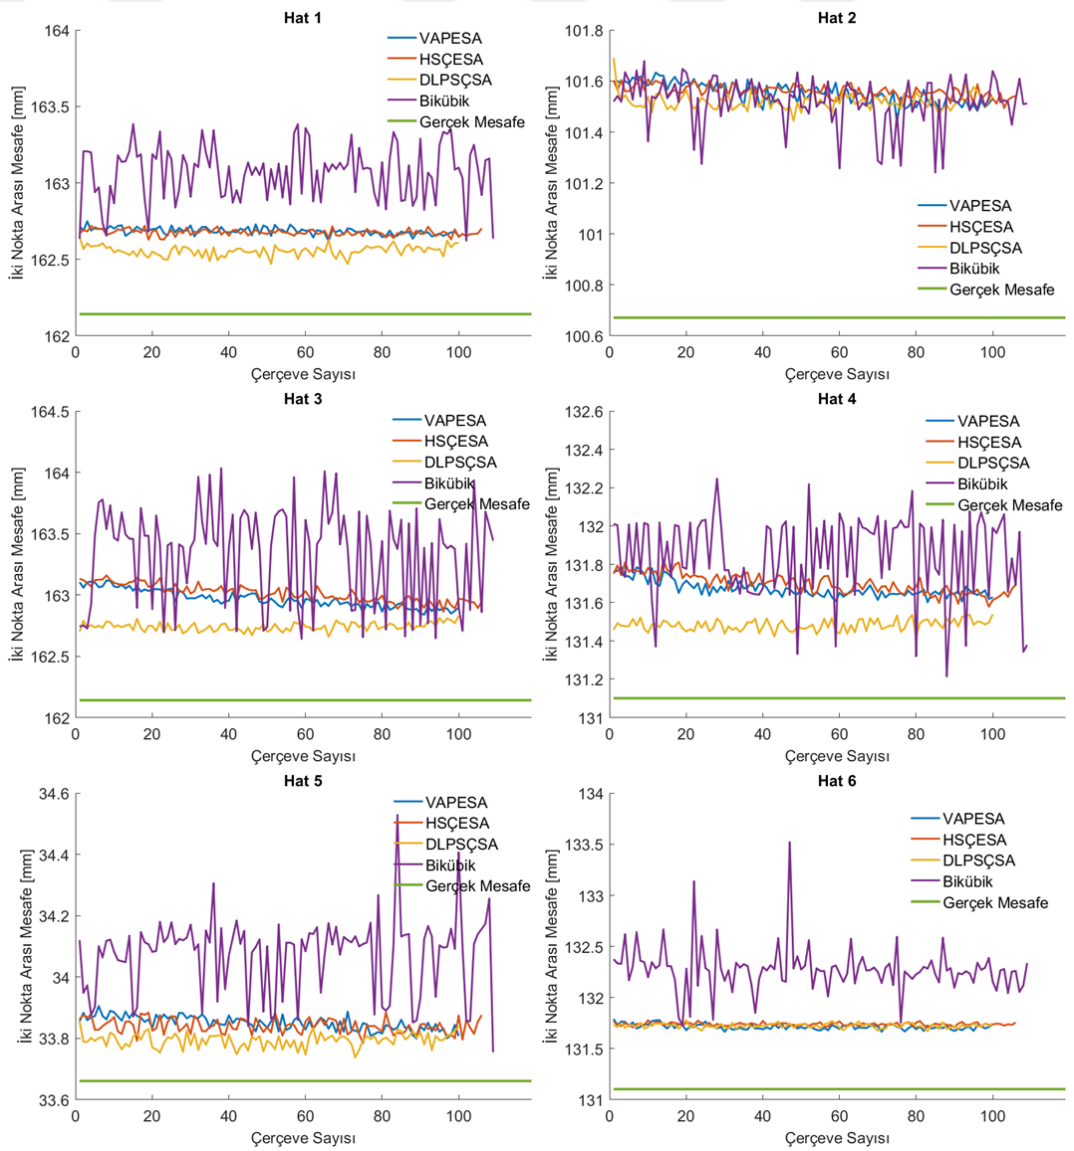 Hat 1
164
163.5
163
162.5
162
0 20 40 60 80 100
İki Nokta Arası Mesafe [mm]
Çerçeve Sayısı
VAPESA
HSÇESA
DLPSÇSA
Bikübik
Gerçek Mesafe
Hat 2
101.8
101.6
101.4
101.2
101
100.8
100.6
0 20 40 60 80 100
İki Nokta Arası Mesafe [mm]
Çerçeve Sayısı
VAPESA
HSÇESA
DLPSÇSA
Bikübik
Gerçek Mesafe
Hat 3
164.5
164
163.5
163
162.5
162
0 20 40 60 80 100
İki Nokta Arası Mesafe [mm]
Çerçeve Sayısı
VAPESA
HSÇESA
DLPSÇSA
Bikübik
Gerçek Mesafe
Hat 4
132.6
132.4
132.2
132
131.8
131.6
131.4
131.2
131
0 20 40 60 80 100
İki Nokta Arası Mesafe [mm]
Çerçeve Sayısı
VAPESA
HSÇESA
DLPSÇSA
Bikübik
Gerçek Mesafe
Hat 5
34.6
34.4
34.2
34
33.8
33.6
0 20 40 60 80 100
İki Nokta Arası Mesafe [mm]
Çerçeve Sayısı
VAPESA
HSÇESA
DLPSÇSA
Bikübik
Gerçek Mesafe
Hat 6
134
133.5
133
132.5
132
131.5
131
0 20 40 60 80 100
İki Nokta Arası Mesafe [mm]
Çerçeve Sayısı
VAPESA
HSÇESA
DLPSÇSA
Bikübik
Gerçek Mesafe